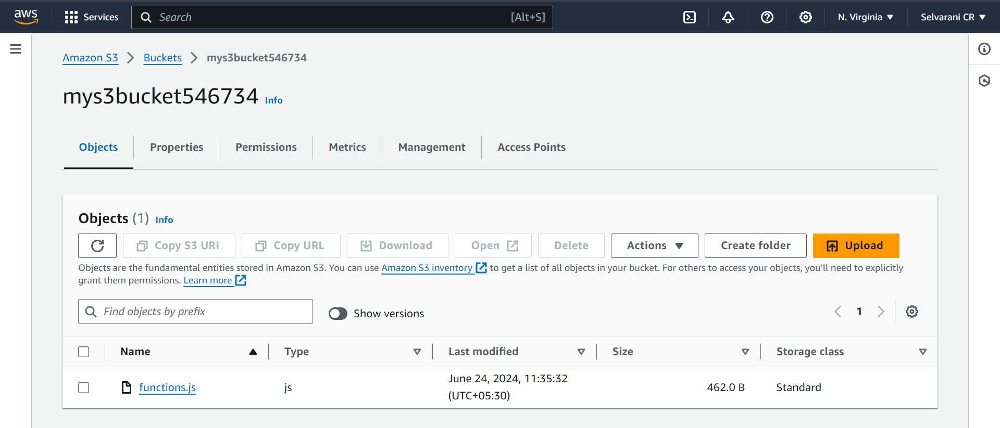 aws Services Search [Alt+S] N. Virginia Selvarani CR
Amazon S3 Buckets mys3bucket546734
mys3bucket546734 Info
Objects Properties Permissions Metrics Management Access Points
Objects (1) Info
Copy S3 URI Copy URL Download Open Delete Actions Create folder Upload
Objects are the fundamental entities stored in Amazon S3. You can use Amazon S3 inventory to get a list of all objects in your bucket. For others to access your objects, you’ll need to explicitly
grant them permissions. Learn more
Find objects by prefix Show versions 1
Name Type Last modified Size Storage class
functions.js js June 24, 2024, 11:35:32 462.0 B Standard
(UTC+05:30)